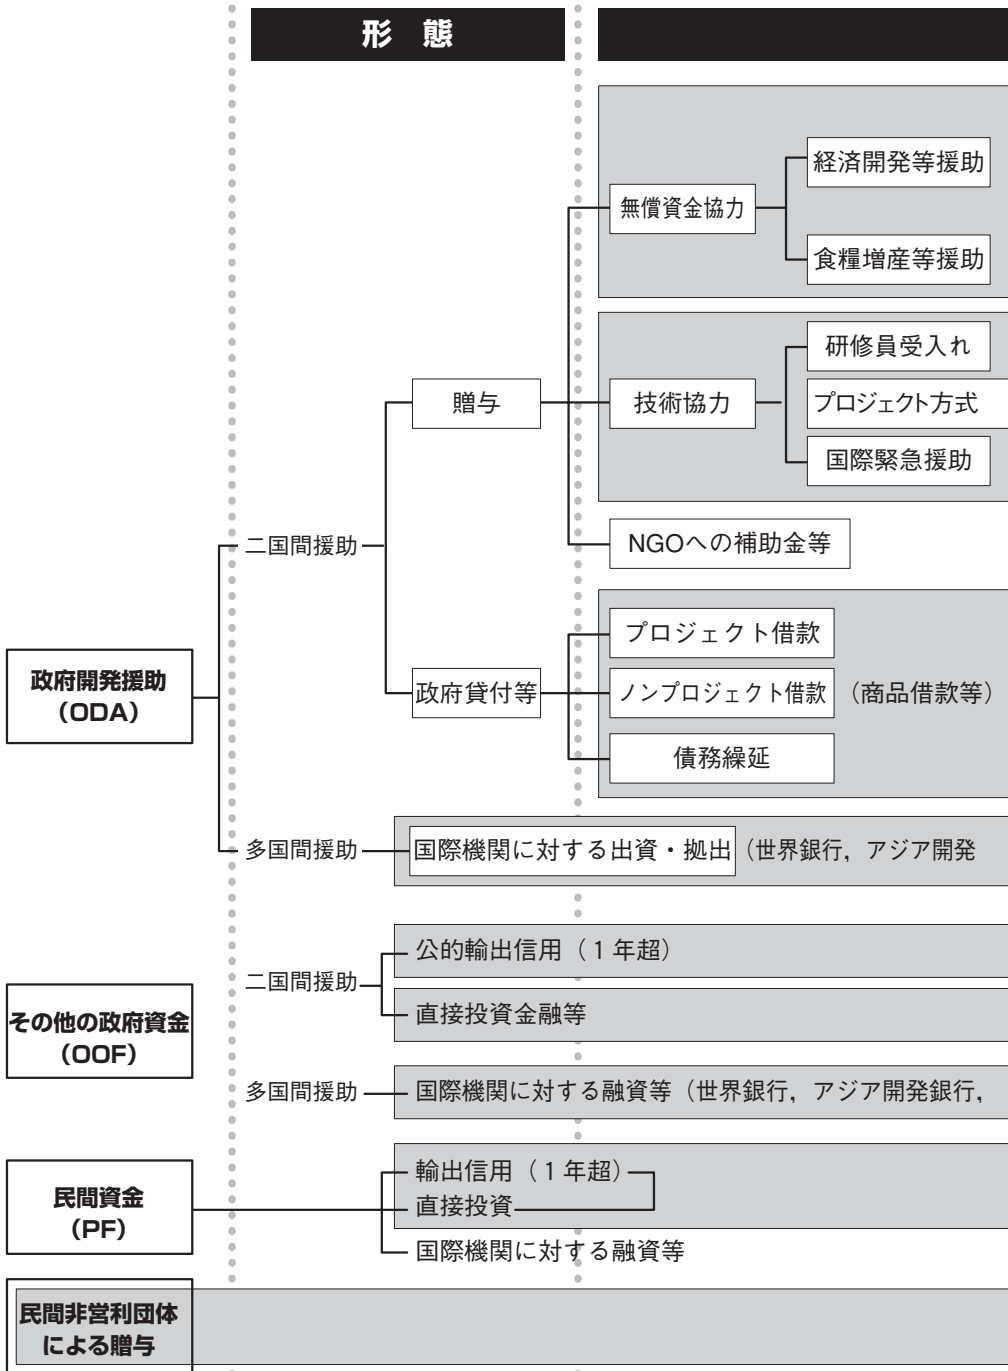 形 態
経済開発等援助
無償資金協力
食糧増産等援助
研修員受入れ
贈与
技術協力
プロジェクト方式
国際緊急援助
二国間援助
NGOへの補助金等
プロジェクト借款
政府開発援助
(ODA)
政府貸付等
ノンプロジェクト借款 (商品借款等)
債務繰延
多国間援助
国際機関に対する出資・拠出 (世界銀行,アジア開発
公的輸出信用(1年超)
二国間援助
直接投資金融等
その他の政府資金
(OOF)
多国間援助
国際機関に対する融資等(世界銀行,アジア開発銀行,
輸出信用(1年超)
直接投資
民間資金
(PF)
国際機関に対する融資等
民間非営利団体
による贈与